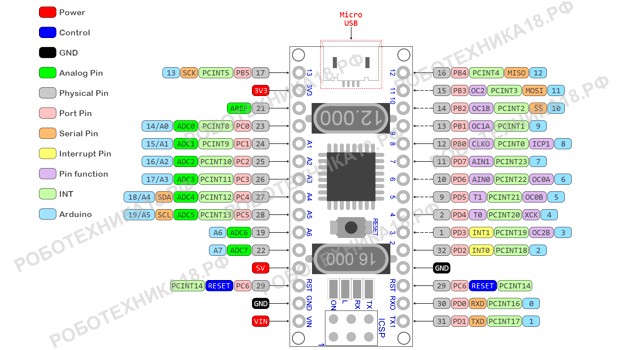 Power
Control
GND
Analog Pin
Physical Pin
Port Pin
Serial Pin
Interrupt Pin
Pin function
INT
Arduino
Micro
USB
13 SCK PCINT5 PB5 17
3V3
AREF 21
14/A0 ADC0 PCINT8 PC0 23
15/A1 ADC1 PCINT9 PC1 24
16/A2 ADC2 PCINT10 PC2 25
17/A3 ADC3 PCINT11 PC3 26
18/A4 SDA ADC4 PCINT12 PC4 27
19/A5 SCL ADC5 PCINT13 PC5 28
A6 ADC6 19
A7 ADC7 22
5V
PCINT14 RESET PC6 29
GND
VIN
13
3V3
A1
A2
A3
A4
A5
A6
RST
GND
VIN
12.000
RESET
16.000
ON
L
RX
TX
ICSP
1
12
11
10
9
8
7
6
5
4
3
2
RST
RXD
TX1
16 PB4 PCINT4 MISO 12
15 PB3 OC2 PCINT3 MOSI 11
14 PB2 OC1B PCINT2 SS 10
13 PB1 OC1A PCINT1 9
12 PB0 CLKO PCINT0 ICP1 8
11 PD7 AIN1 PCINT23 7
10 PD6 AIN0 PCINT22 OC0A 6
9 PD5 T1 PCINT21 OC0B 5
2 PD4 T0 PCINT20 XCK 4
1 PD3 INT1 PCINT19 OC2B 3
32 PD2 INT0 PCINT18 2
GND
29 PC6 RESET PCINT14
30 PD0 RXD PCINT16 0
31 PD1 TXD PCINT17 1
РОБОТЕХНИКА18.РФ
РОБОТЕХНИКА18.РФ
РОБОТЕХНИКА18.РФ
РОБОТЕХНИКА18.РФ
РОБОТЕХНИКА18.РФ